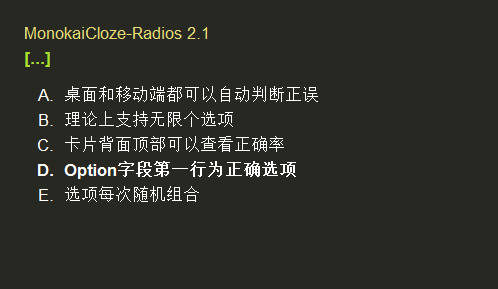 MonokaiCloze-Radios 2.1
[...]
A. 桌面和移动端都可以自动判断正误
B. 理论上支持无限个选项
C. 卡片背面顶部可以查看正确率
D. Option字段第一行为正确选项
E. 选项每次随机组合